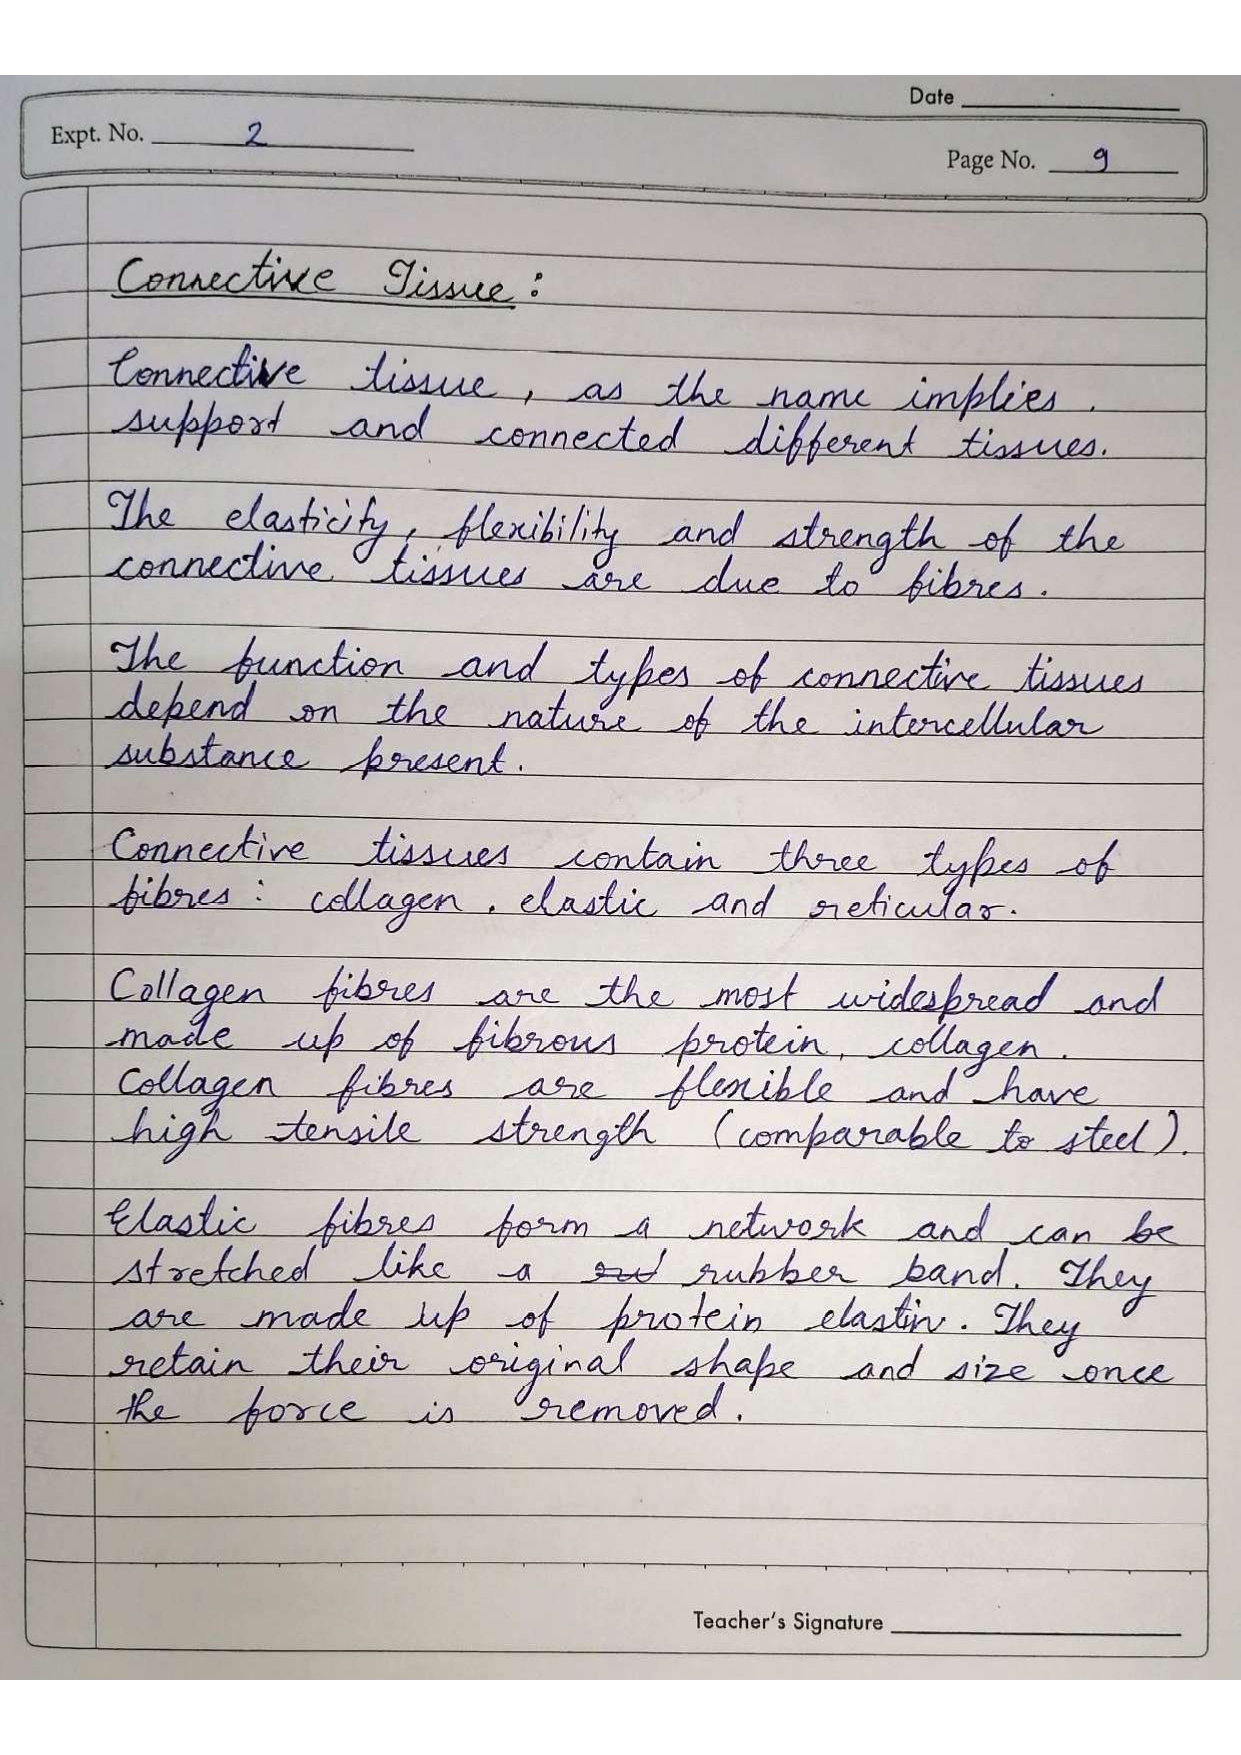 Date
Expt. No. 2
Page No. 9
Connective Tissue :
Connective tissue, as the name implies.
support and connected different tissues.
The elasticity, flexibility and strength of the
connective tissues are due to fibres.
The function and types of connective tissues
depend on the nature of the intercellular
substance present.
Connective tissues contain three types of
fibres : collagen, elastic and reticular.
Collagen fibres are the most widespread and
made up of fibrous protein, collagen.
Collagen fibres are flexible and have
high tensile strength (comparable to steel).
Elastic fibres form a network and can be
stretched like a rubber band. They
are made up of protein elastin. They
retain their original shape and size once
the force is removed.
Teacher's Signature